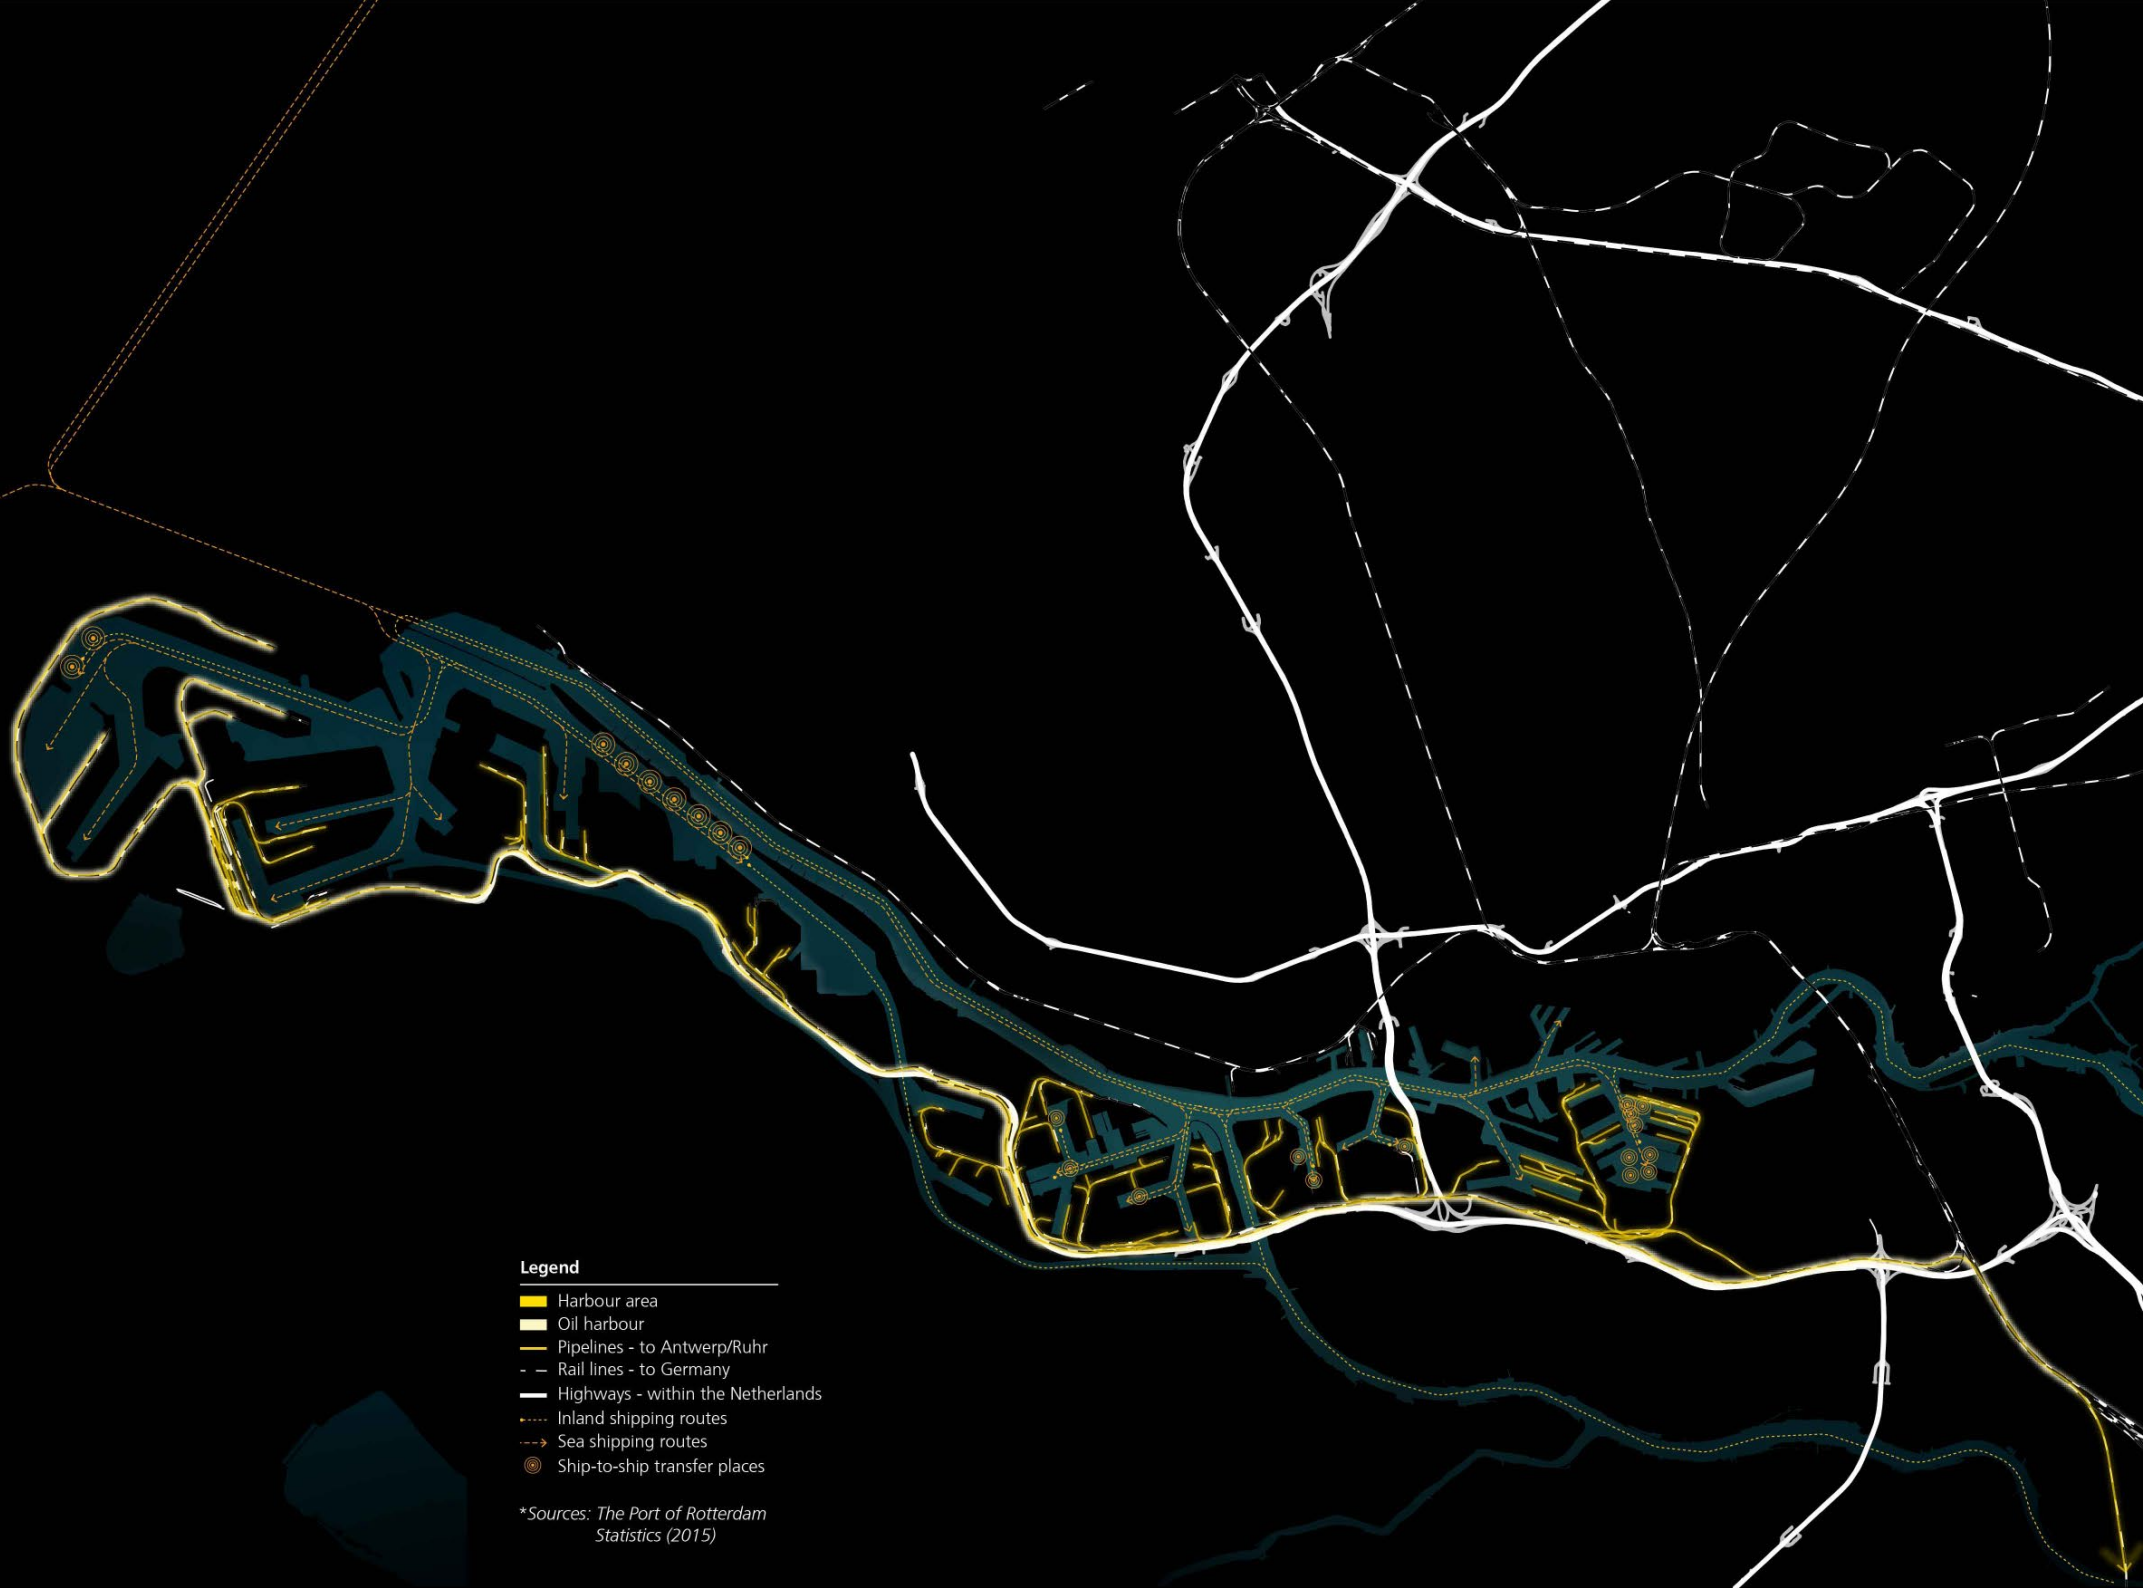 Legend
Harbour area
Oil harbour
Pipelines - to Antwerp/Ruhr
Rail lines - to Germany
Highways - within the Netherlands
Inland shipping routes
Sea shipping routes
Ship-to-ship transfer places
*Sources: The Port of Rotterdam
Statistics (2015)